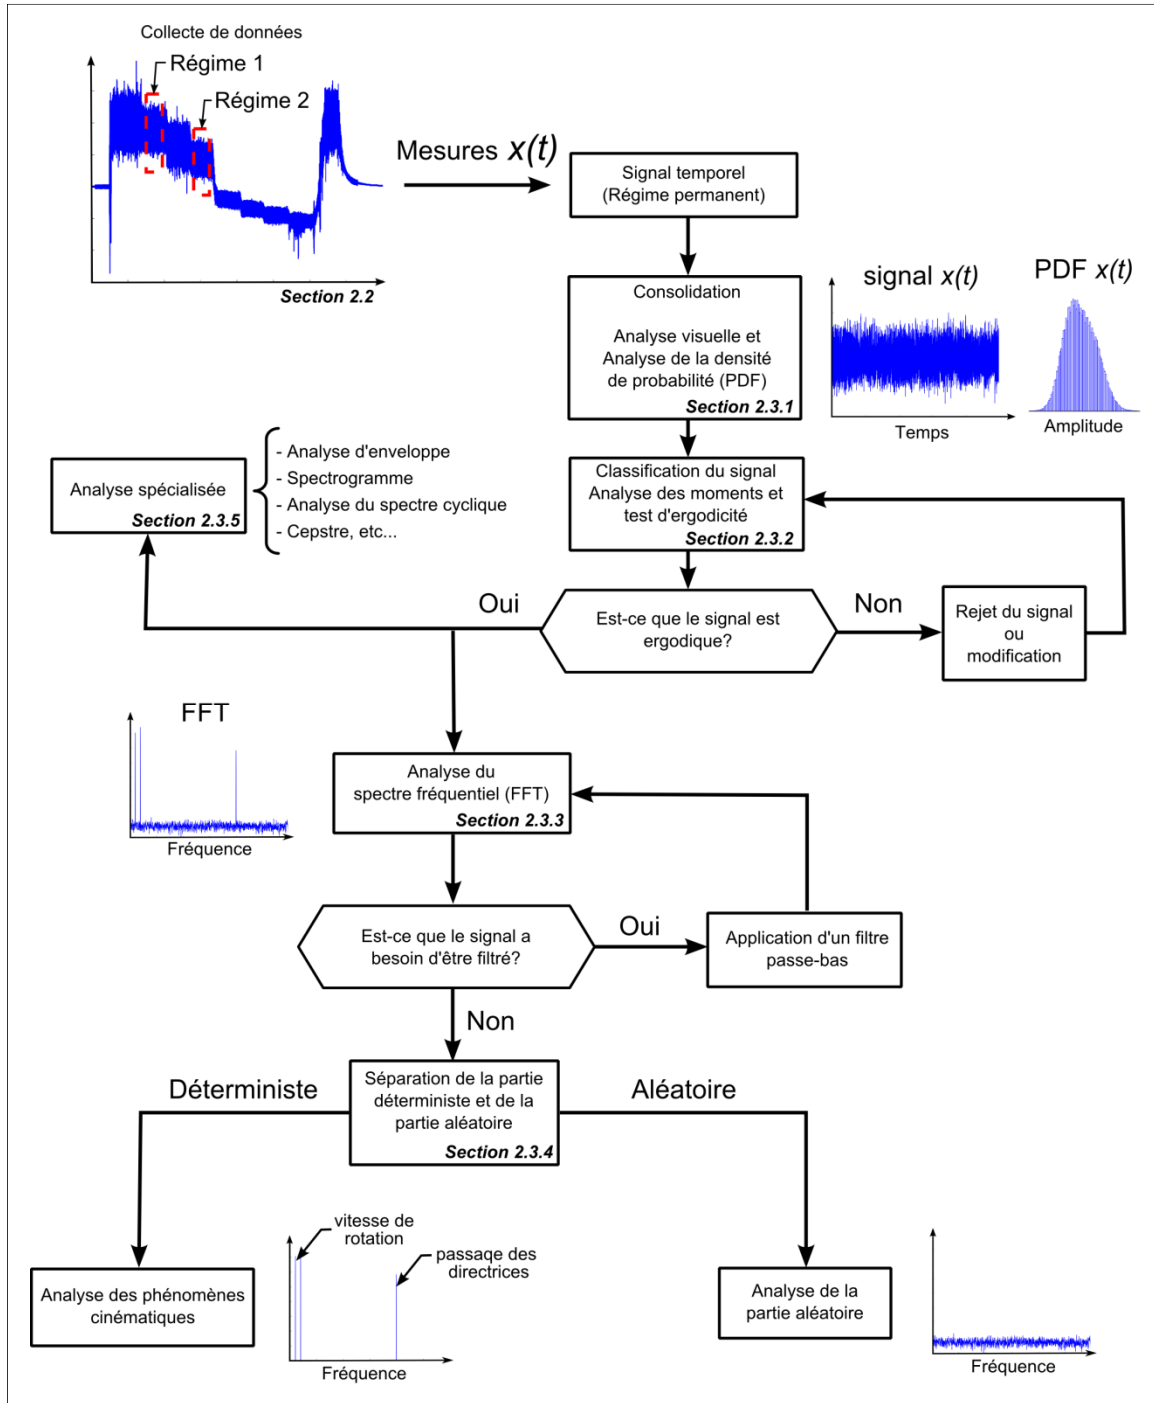 Collecte de données
Régime 1
Régime 2
Section 2.2
Mesures x(t)
Signal temporel
(Régime permanent)
Consolidation
Analyse visuelle et
Analyse de la densité
de probabilité (PDF)
Section 2.3.1
signal x(t)
Temps
PDF x(t)
Amplitude
Analyse spécialisée
Section 2.3.5
- Analyse d'enveloppe
- Spectrogramme
- Analyse du spectre cyclique
- Cepstre, etc...
Classification du signal
Analyse des moments et
test d'ergodicité
Section 2.3.2
Oui
Est-ce que le signal est
ergodique?
Non
Rejet du signal
ou
modification
FFT
Fréquence
Analyse du
spectre fréquentiel (FFT)
Section 2.3.3
Est-ce que le signal a
besoin d'être filtré?
Oui
Application d'un filtre
passe-bas
Non
Déterministe
Séparation de la partie
déterministe et de la
partie aléatoire
Section 2.3.4
Aléatoire
Analyse des phénomènes
cinématiques
vitesse de
rotation
passage des
directrices
Fréquence
Analyse de la
partie aléatoire
Fréquence